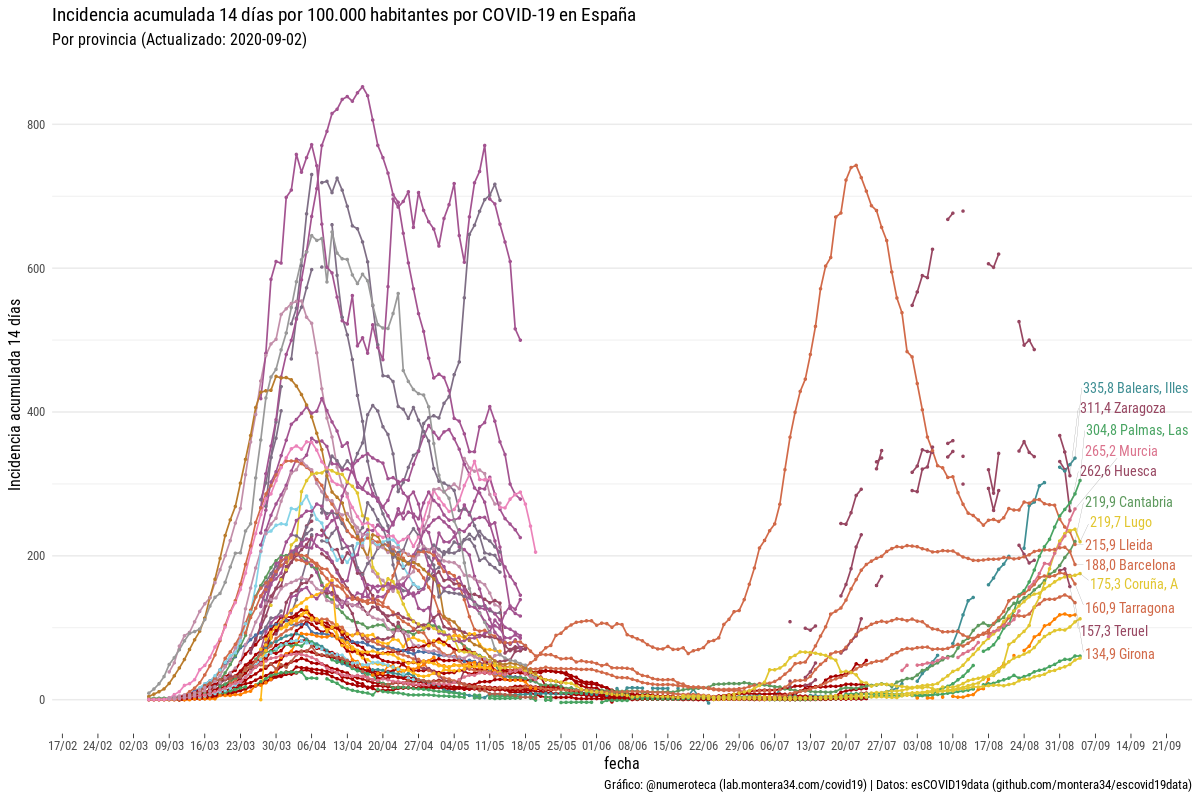 Incidencia acumulada 14 días por 100.000 habitantes por COVID-19 en España
Por provincia (Actualizado: 2020-09-02)
Incidencia acumulada 14 días
800
600
400
200
0
335,8 Balears, Illes
311,4 Zaragoza
304,8 Palmas, Las
265,2 Murcia
262,6 Huesca
219,9 Cantabria
219,7 Lugo
215,9 Lleida
188,0 Barcelona
175,3 Coruña, A
160,9 Tarragona
157,3 Teruel
134,9 Girona
17/02 24/02 02/03 09/03 16/03 23/03 30/03 06/04 13/04 20/04 27/04 04/05 11/05 18/05 25/05 01/06 08/06 15/06 22/06 29/06 06/07 13/07 20/07 27/07 03/08 10/08 17/08 24/08 31/08 07/09 14/09 21/09
fecha
Gráfico: @numeroteca (lab.montera34.com/covid19) | Datos: esCOVID19data (github.com/montera34/escovid19data)